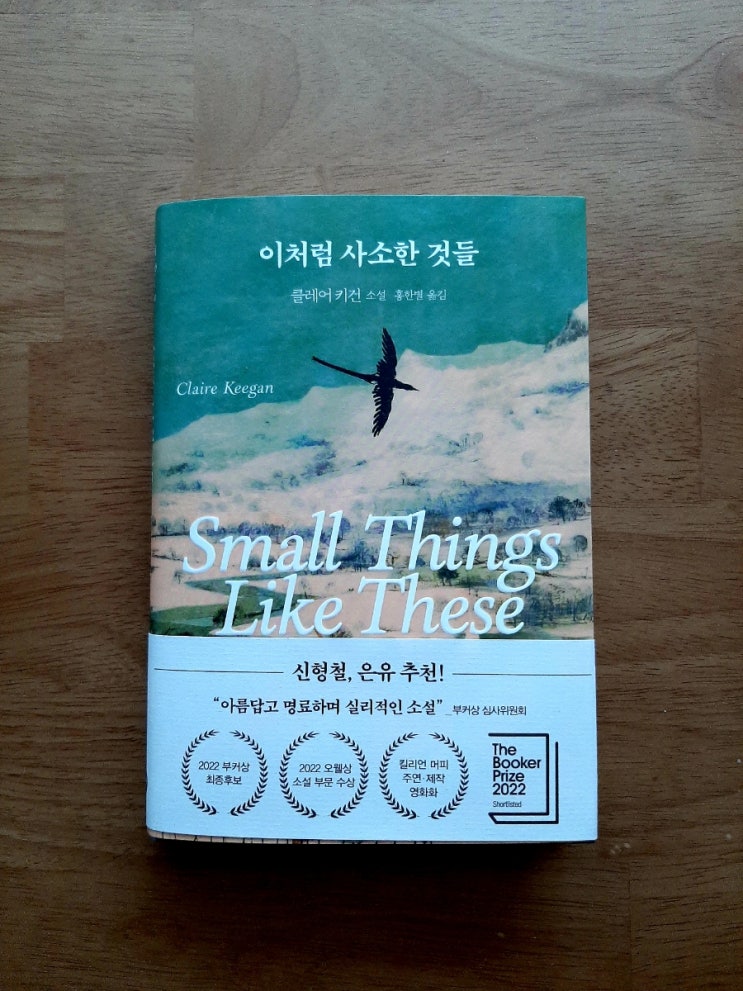 이처럼 사소한 것들
클레어 키건 소설 홍한별 옮김
Claire Keegan
Small Things
Like These
신형철, 은유 추천!
“아름답고 명료하며 실리적인 소설” _부커상 심사위원회
2022 부커상
최종후보
2022 오웰상
소설 부문 수상
킬리언 머피
주연·제작
영화화
The
Booker
Prize
2022
Shortlisted